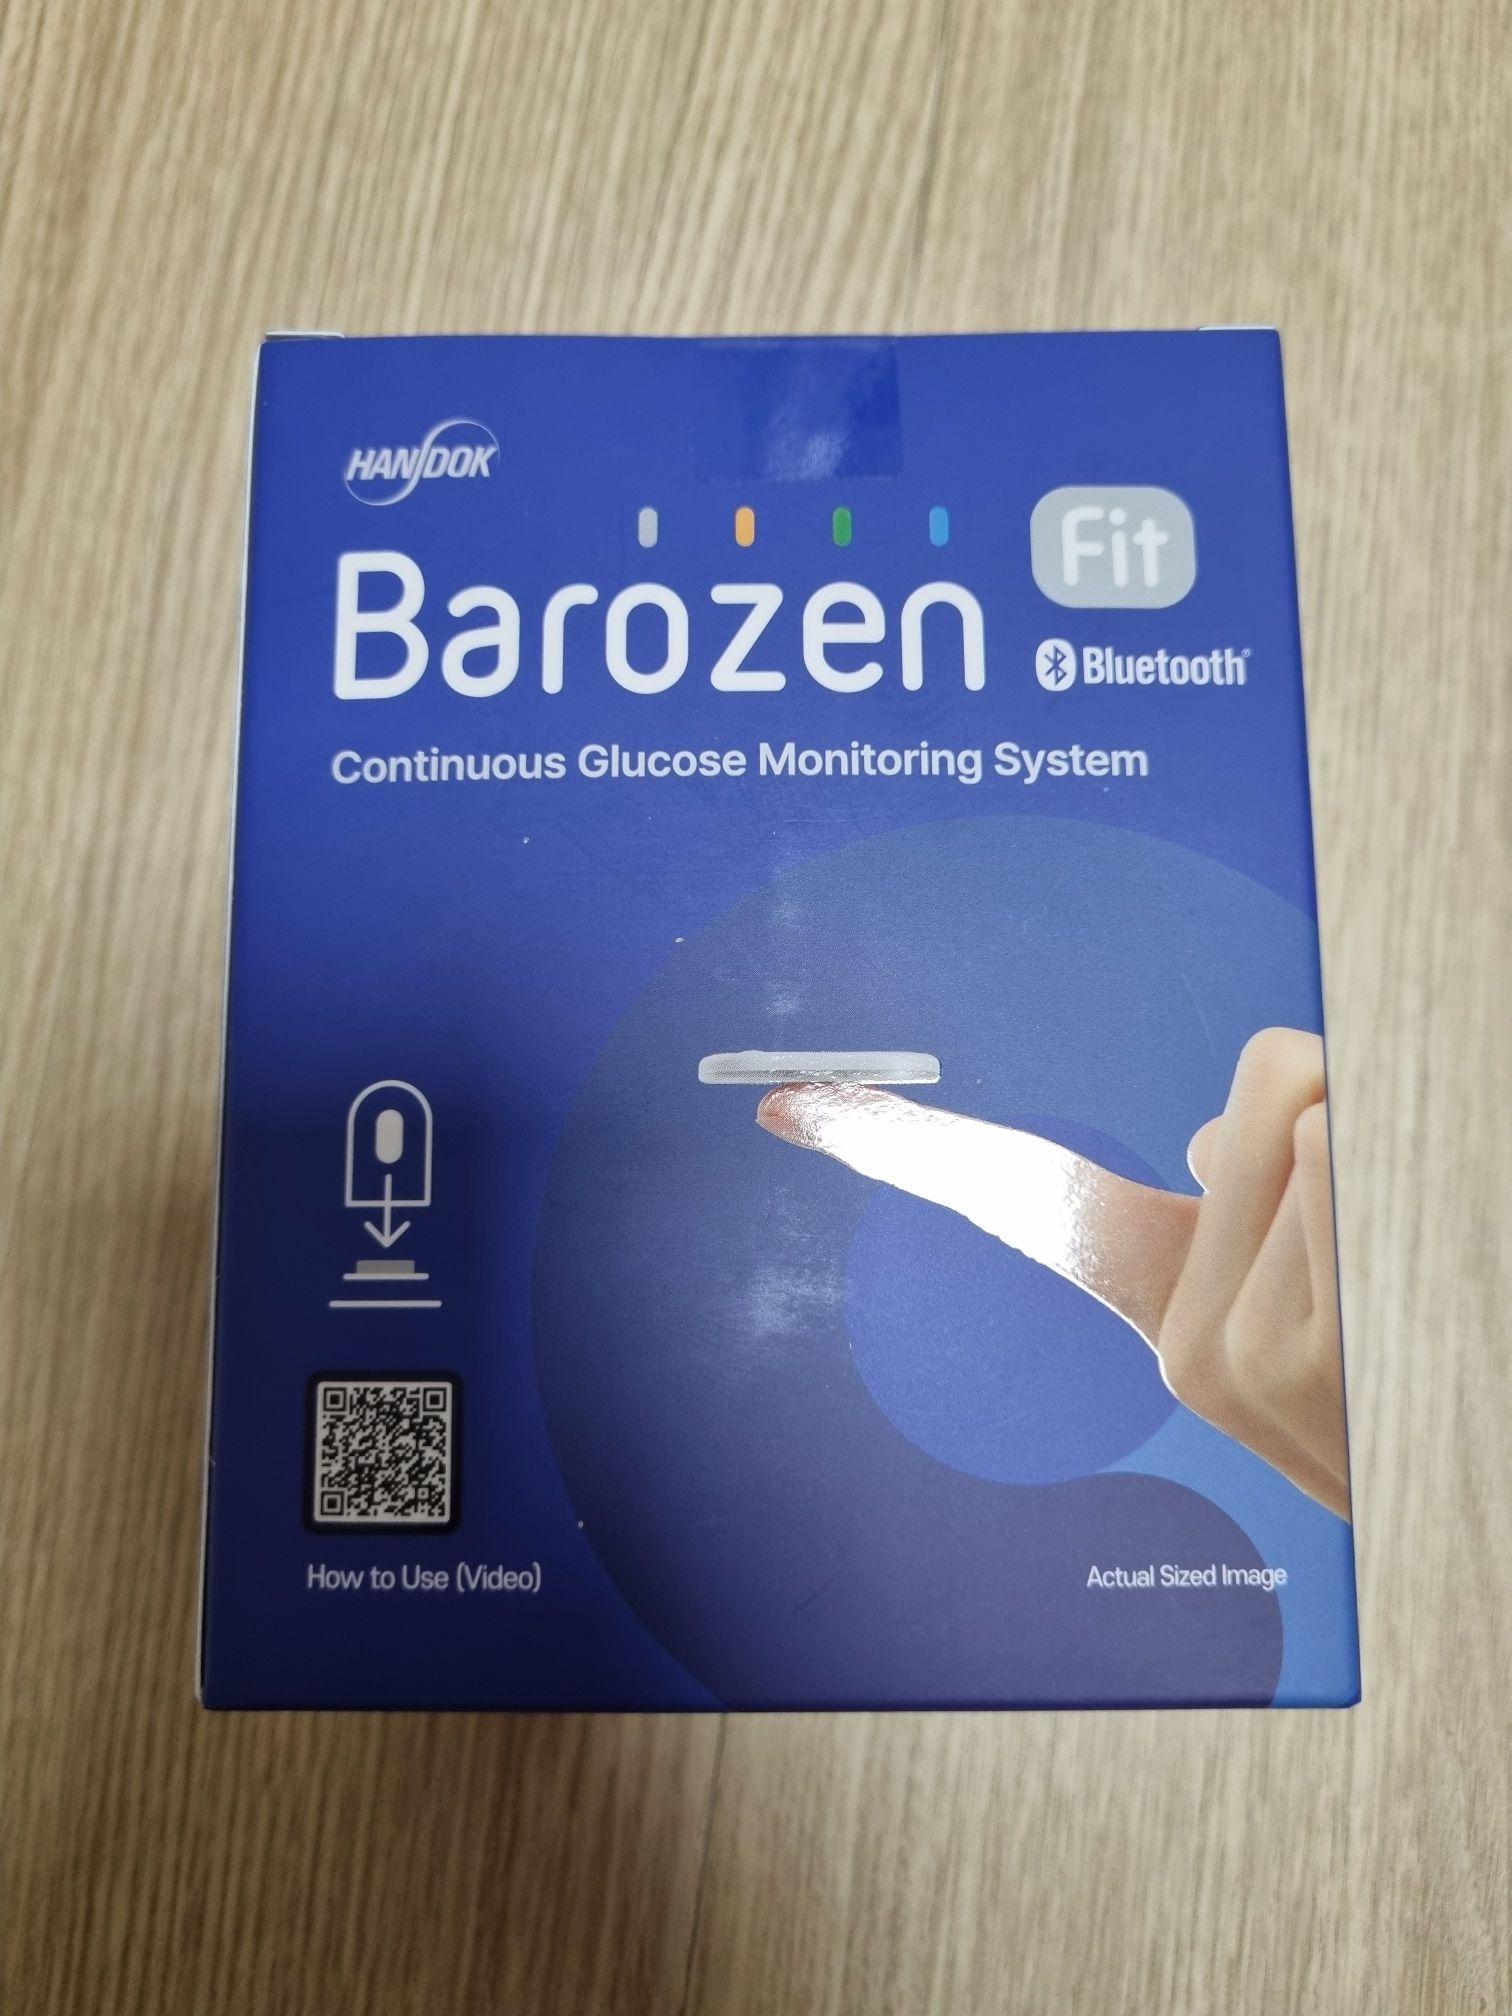 HANDOK
Barozen Fit
Bluetooth®
Continuous Glucose Monitoring System
How to Use (Video)
Actual Sized Image